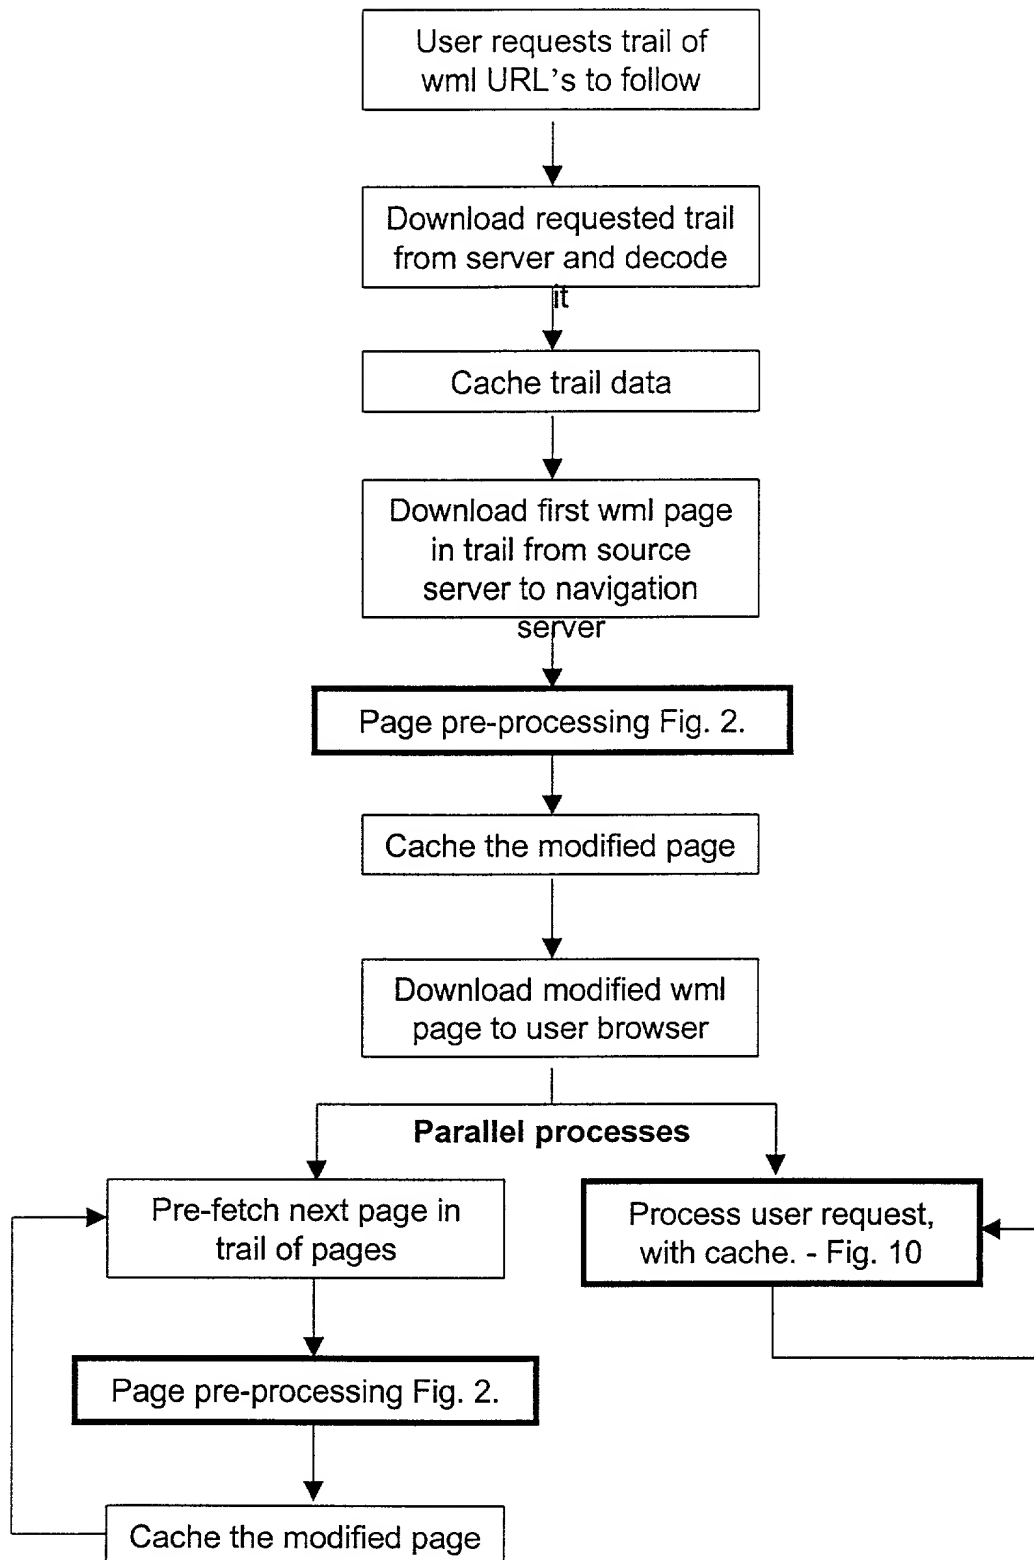 User requests trail of
wml URL's to follow
Download requested trail
from server and decode
it
Cache trail data
Download first wml page
in trail from source
server to navigation
server
Page pre-processing Fig. 2.
Cache the modified page
Download modified wml
page to user browser
Parallel processes
Pre-fetch next page in
trail of pages
Process user request,
with cache. - Fig. 10
Page pre-processing Fig. 2.
Cache the modified page